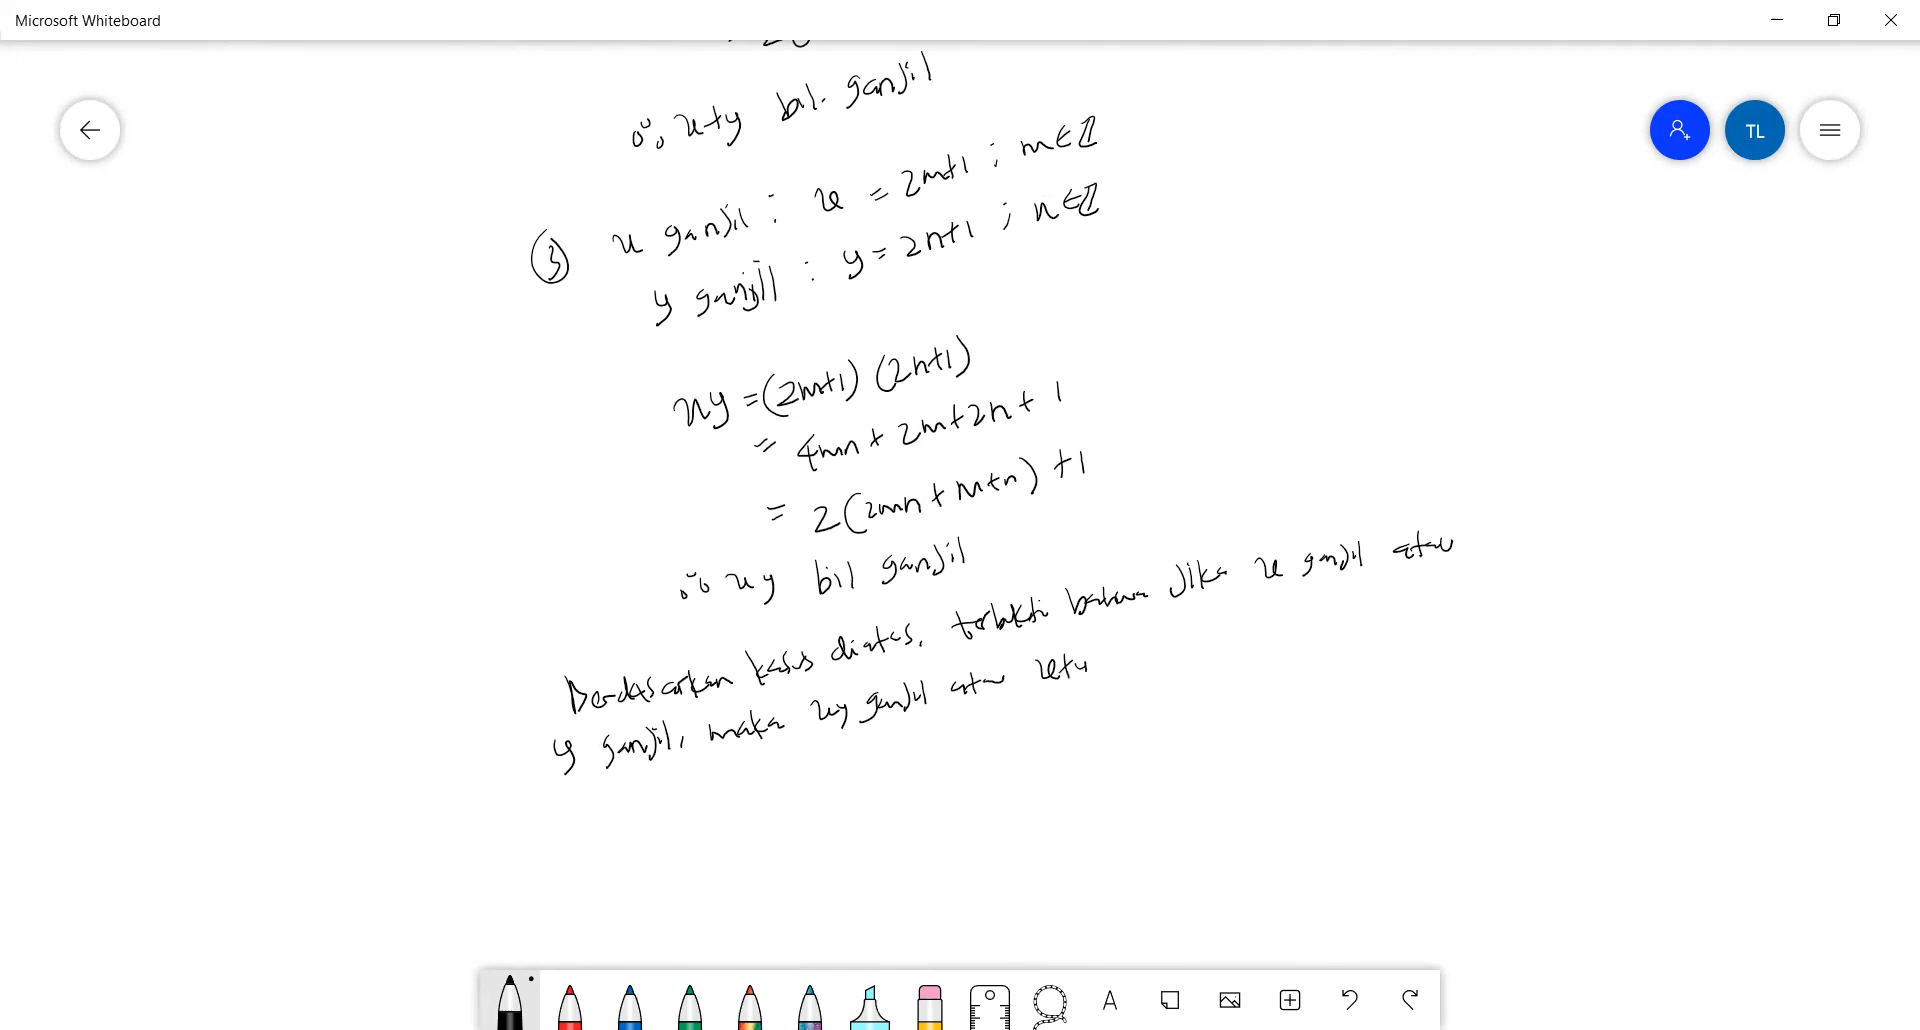 Microsoft Whiteboard
∴ x+y bil. ganjil
TL
③ x ganjil : x = 2m+1 ; m∈ℤ
y ganjil : y = 2n+1 ; n∈ℤ
xy = (2m+1) (2n+1)
= 4mn + 2m + 2n + 1
= 2(2mn + m+n) + 1
∴ xy bil ganjil
Berdasarkan kasus diatas, terbukti bahwa jika x ganjil atau
y ganjil, maka xy ganjil atau x+y
A